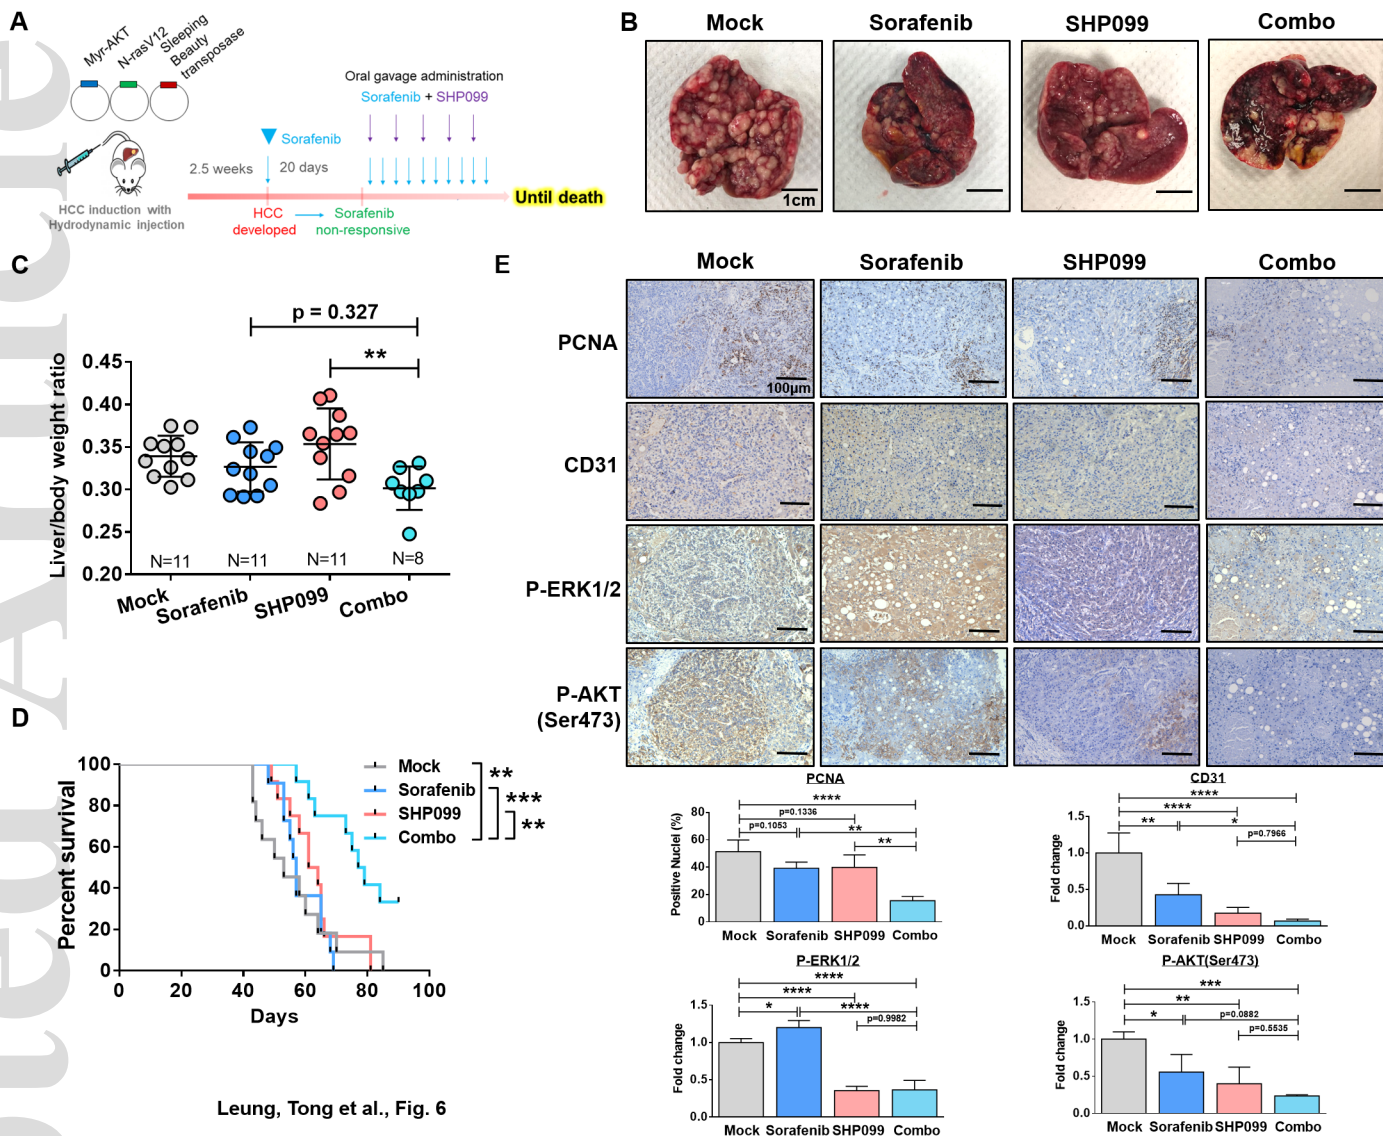 A
Myr-AKT
N-rasV12
Sleeping
Beauty
transposase
Oral gavage administration
Sorafenib + SHP099
Sorafenib
2.5 weeks
20 days
Until death
HCC induction with
Hydrodynamic injection
HCC
developed
Sorafenib
non-responsive
B
Mock
Sorafenib
SHP099
Combo
1cm
C
p = 0.327
**
Liver/body weight ratio
0.45
0.40
0.35
0.30
0.25
0.20
N=11
N=11
N=11
N=8
Mock
Sorafenib
SHP099
Combo
D
Percent survival
100
80
60
40
20
0
0
20
40
60
80
100
Days
Mock
Sorafenib
SHP099
Combo
**
***
**
E
Mock
Sorafenib
SHP099
Combo
PCNA
100μm
CD31
P-ERK1/2
P-AKT
(Ser473)
PCNA
****
p=0.1336
p=0.1053
**
**
Positive Nuclei (%)
80
60
40
20
0
Mock
Sorafenib
SHP099
Combo
CD31
****
****
**
*
p=0.7966
Fold change
1.5
1.0
0.5
0.0
Mock
Sorafenib
SHP099
Combo
P-ERK1/2
****
****
*
****
p=0.9982
Fold change
1.5
1.0
0.5
0.0
Mock
Sorafenib
SHP099
Combo
P-AKT(Ser473)
***
**
*
p=0.0882
p=0.5535
Fold change
1.5
1.0
0.5
0.0
Mock
Sorafenib
SHP099
Combo
Leung, Tong et al., Fig. 6